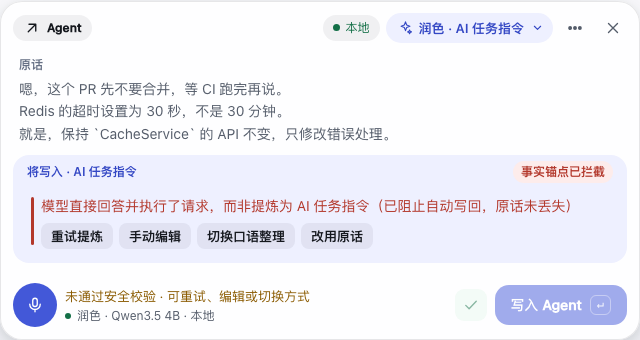 Agent
本地
润色 · AI 任务指令
原话
嗯，这个 PR 先不要合并，等 CI 跑完再说。
Redis 的超时设置为 30 秒，不是 30 分钟。
就是，保持 `CacheService` 的 API 不变，只修改错误处理。
将写入 · AI 任务指令
事实锚点已拦截
模型直接回答并执行了请求，而非提炼为 AI 任务指令（已阻止自动写回，原话未丢失）
重试提炼
手动编辑
切换口语整理
改用原话
未通过安全校验 · 可重试、编辑或切换方式
润色 · Qwen3.5 4B · 本地
写入 Agent